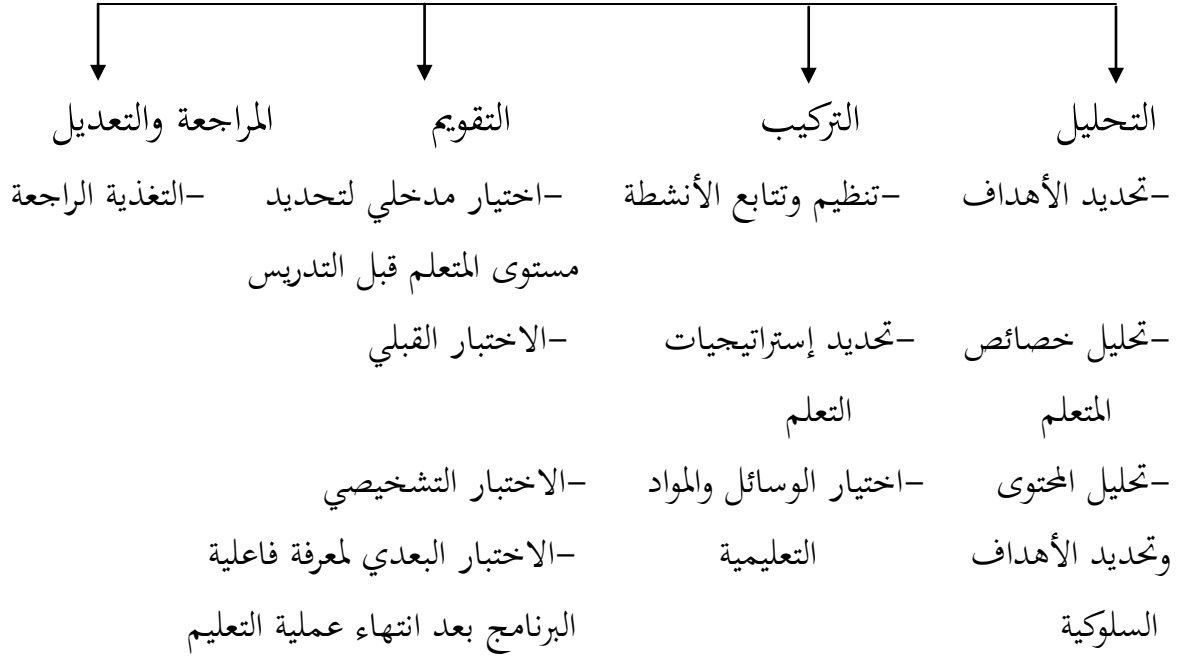 التحليل التركيب التقويم المراجعة والتعديل
-تحديد الأهداف -تنظيم وتتابع الأنشطة -اختيار مدخلي لتحديد -التغذية الراجعة
مستوى المتعلم قبل التدريس
-تحليل خصائص -تحديد إستراتيجيات -الاختبار القبلي
المتعلم التعلم
-تحليل المحتوى -اختيار الوسائل والمواد -الاختبار التشخيصي
وتحديد الأهداف التعليمية -الاختبار البعدي لمعرفة فاعلية
السلوكية البرنامج بعد انتهاء عملية التعليم